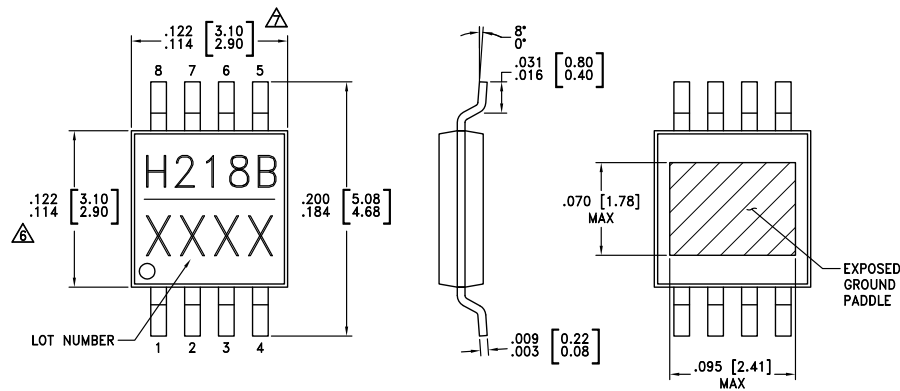 .122 [3.10]
.114 [2.90]
7
8 7 6 5
H218B
XXXX
.122 [3.10]
.114 [2.90]
6
.200 [5.08]
.184 [4.68]
LOT NUMBER
1 2 3 4
8°
0°
.031 [0.80]
.016 [0.40]
.009 [0.22]
.003 [0.08]
.070 [1.78]
MAX
EXPOSED
GROUND
PADDLE
.095 [2.41]
MAX